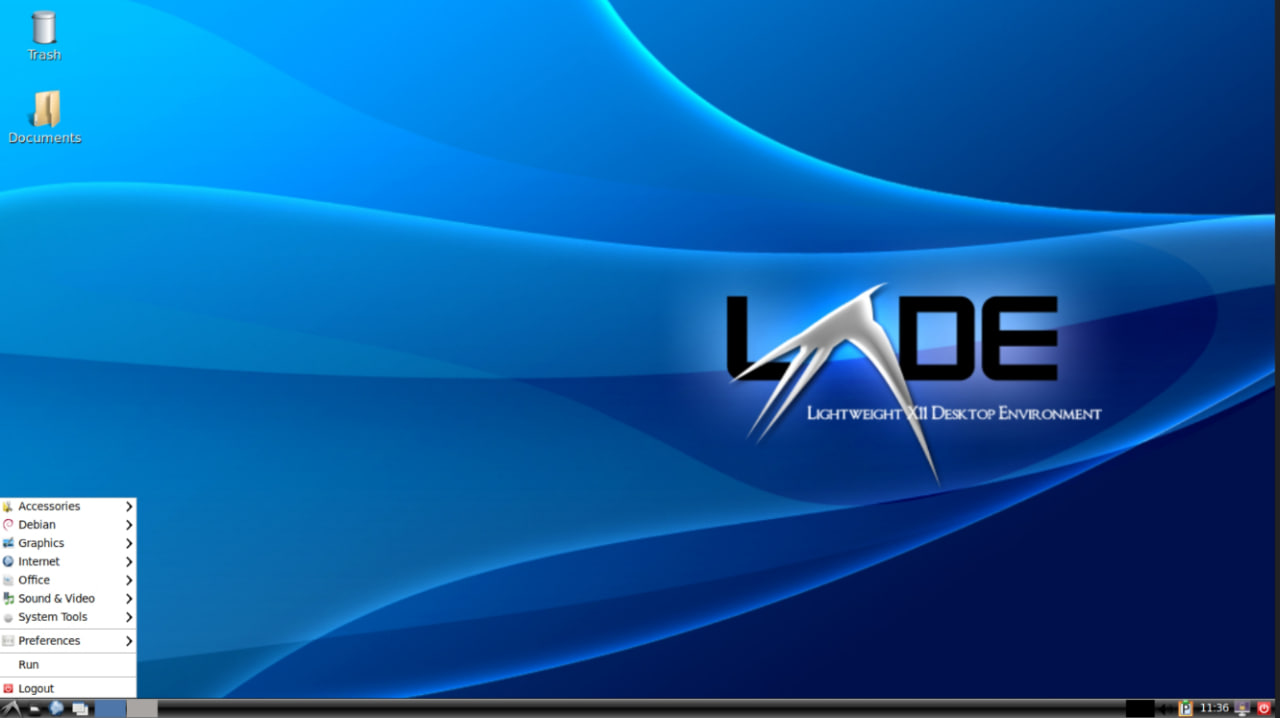 Trash
Documents
LXDE
LIGHTWEIGHT X11 DESKTOP ENVIRONMENT
Accessories
Debian
Graphics
Internet
Office
Sound & Video
System Tools
Preferences
Run
Logout
P
11:36